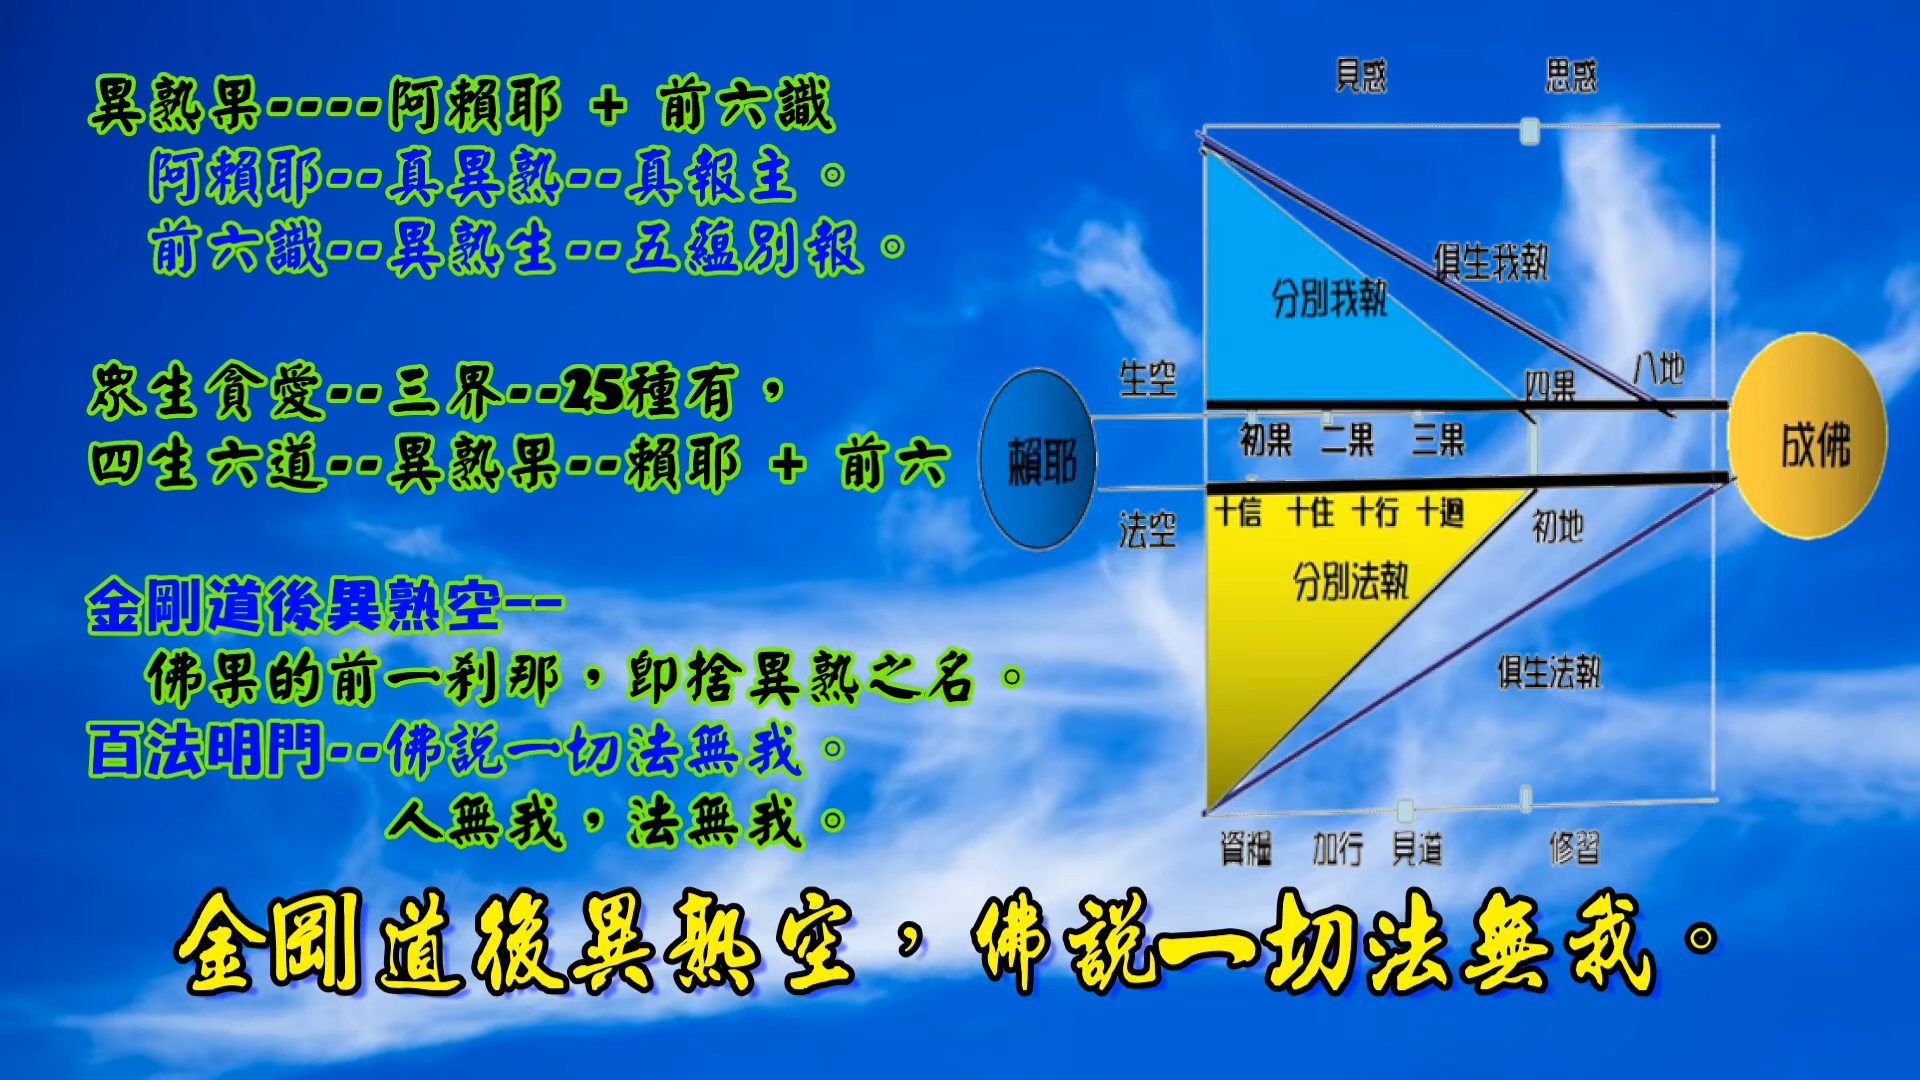 異熟果----阿賴耶 + 前六識
阿賴耶--真異熟--真報主。
前六識--異熟生--五蘊別報。
眾生貪愛--三界--25種有，
四生六道--異熟果--賴耶 + 前六
金剛道後異熟空--
佛果的前一剎那，即捨異熟之名。
百法明門--佛說一切法無我。
人無我，法無我。
見惑 思惑
俱生我執
分別我執
生空
四果 八地
初果 二果 三果
賴耶
成佛
十信 十住 十行 十迴
法空
初地
分別法執
俱生法執
資糧 加行 見道 修習
金剛道後異熟空，佛說一切法無我。